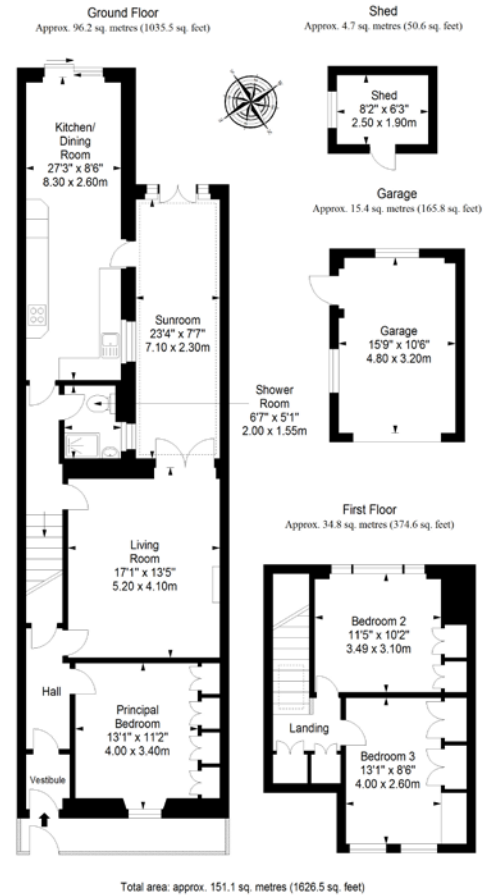 Ground Floor
Approx. 96.2 sq. metres (1035.5 sq. feet)
Kitchen/
Dining
Room
27'3" x 8'6"
8.30 x 2.60m
Sunroom
23'4" x 7'7"
7.10 x 2.30m
Shower
Room
6'7" x 5'1"
2.00 x 1.55m
Living
Room
17'1" x 13'5"
5.20 x 4.10m
Hall
Principal
Bedroom
13'1" x 11'2"
4.00 x 3.40m
Vestibule
Shed
Approx. 4.7 sq. metres (50.6 sq. feet)
Shed
8'2" x 6'3"
2.50 x 1.90m
Garage
Approx. 15.4 sq. metres (165.8 sq. feet)
Garage
15'9" x 10'6"
4.80 x 3.20m
First Floor
Approx. 34.8 sq. metres (374.6 sq. feet)
Bedroom 2
11'5" x 10'2"
3.49 x 3.10m
Landing
Bedroom 3
13'1" x 8'6"
4.00 x 2.60m
Total area: approx. 151.1 sq. metres (1626.5 sq. feet)